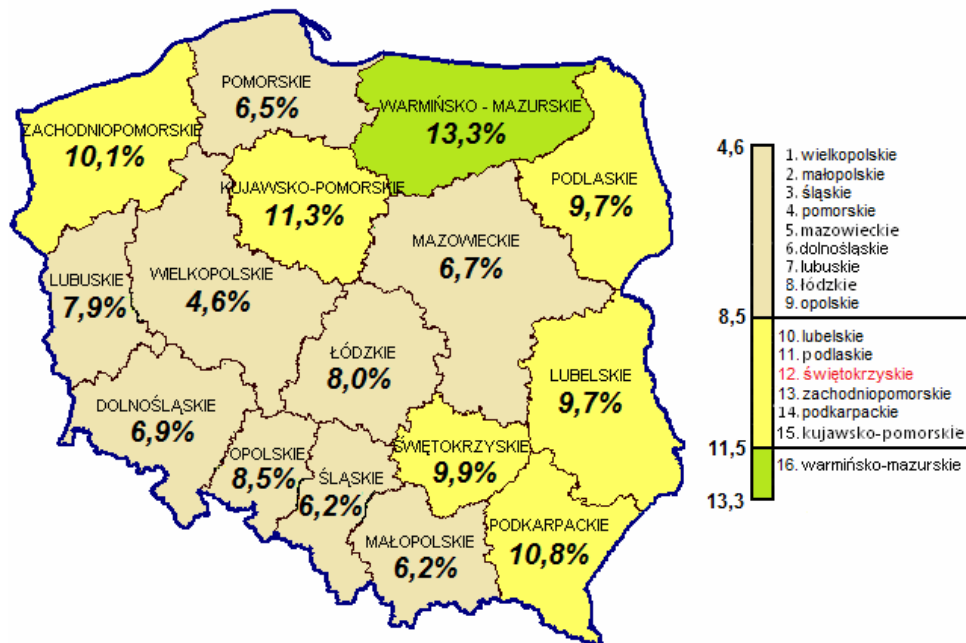 POMORSKIE
6,5%
WARMIŃSKO - MAZURSKIE
13,3%
ZACHODNIOPOMORSKIE
10,1%
KUJAWSKO-POMORSKIE
11,3%
PODLASKIE
9,7%
MAZOWIECKIE
6,7%
LUBUSKIE
7,9%
WIELKOPOLSKIE
4,6%
ŁÓDZKIE
8,0%
LUBELSKIE
9,7%
DOLNOŚLĄSKIE
6,9%
OPOLSKIE
8,5%
ŚLĄSKIE
6,2%
ŚWIĘTOKRZYSKIE
9,9%
MAŁOPOLSKIE
6,2%
PODKARPACKIE
10,8%
4,6
1. wielkopolskie
2. małopolskie
3. śląskie
4. pomorskie
5. mazowieckie
6. dolnośląskie
7. lubuskie
8. łódzkie
9. opolskie
8,5
10. lubelskie
11. podlaskie
12. świętokrzyskie
13. zachodniopomorskie
14. podkarpackie
15. kujawsko-pomorskie
11,5
16. warmińsko-mazurskie
13,3